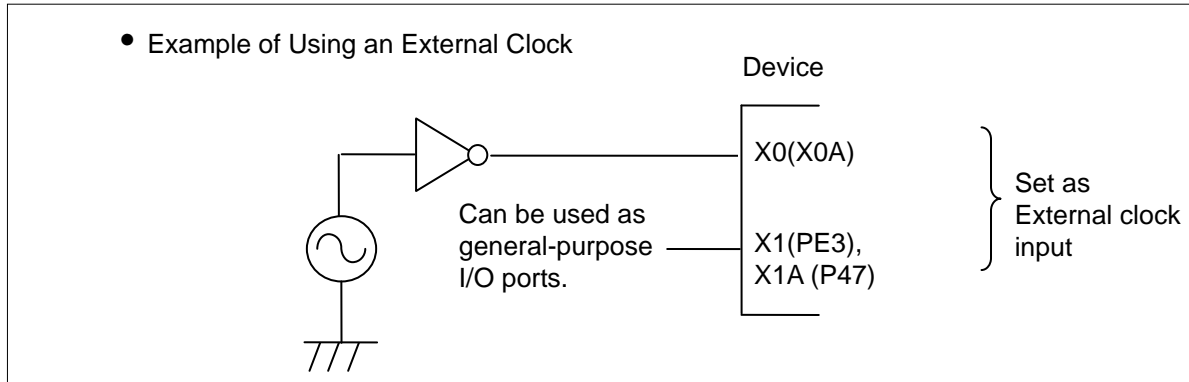 ● Example of Using an External Clock
Device
X0(X0A)
Can be used as
general-purpose
I/O ports.
X1(PE3),
X1A (P47)
Set as
External clock
input